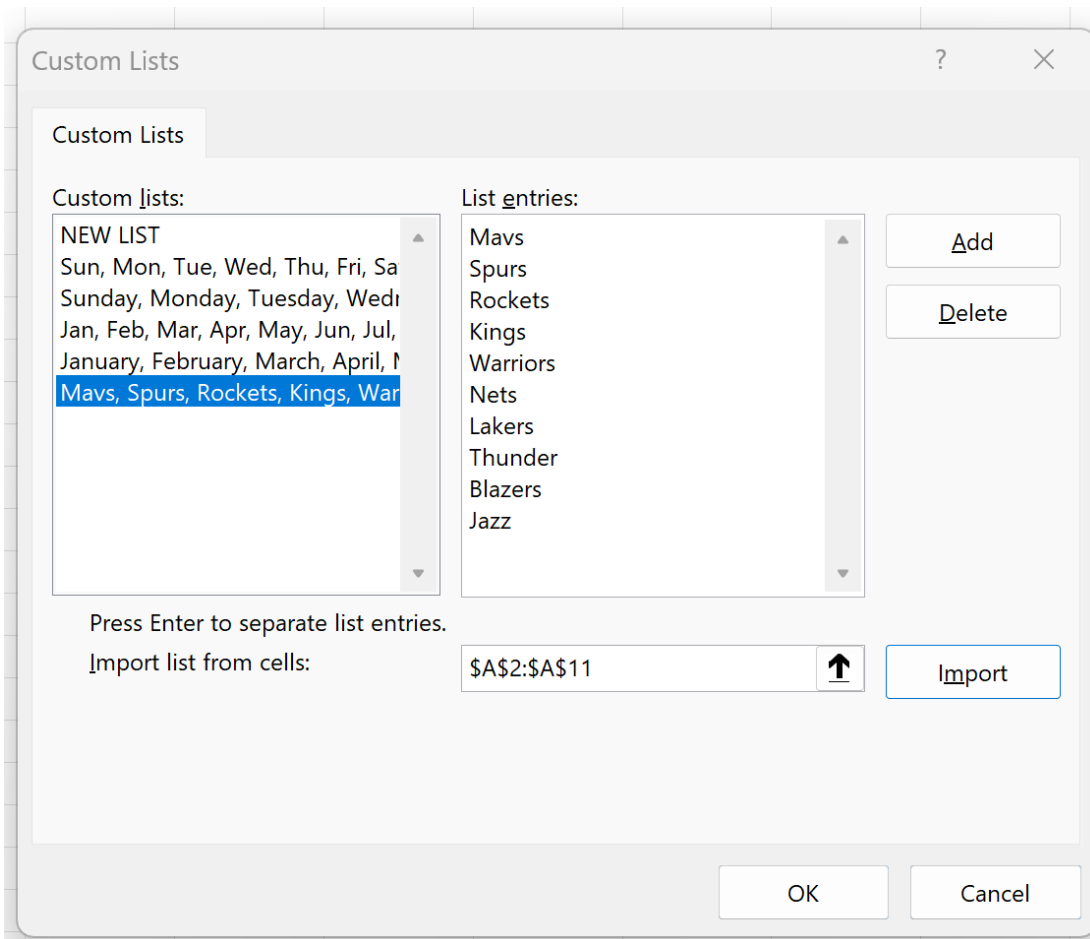 Custom Lists
?
Custom Lists
Custom lists:
NEW LIST
Sun, Mon, Tue, Wed, Thu, Fri, Sa
Sunday, Monday, Tuesday, Wedn
Jan, Feb, Mar, Apr, May, Jun, Jul,
January, February, March, April, M
Mavs, Spurs, Rockets, Kings, War
List entries:
Mavs
Spurs
Rockets
Kings
Warriors
Nets
Lakers
Thunder
Blazers
Jazz
Add
Delete
Press Enter to separate list entries.
Import list from cells:
$A$2:$A$11
Import
OK
Cancel